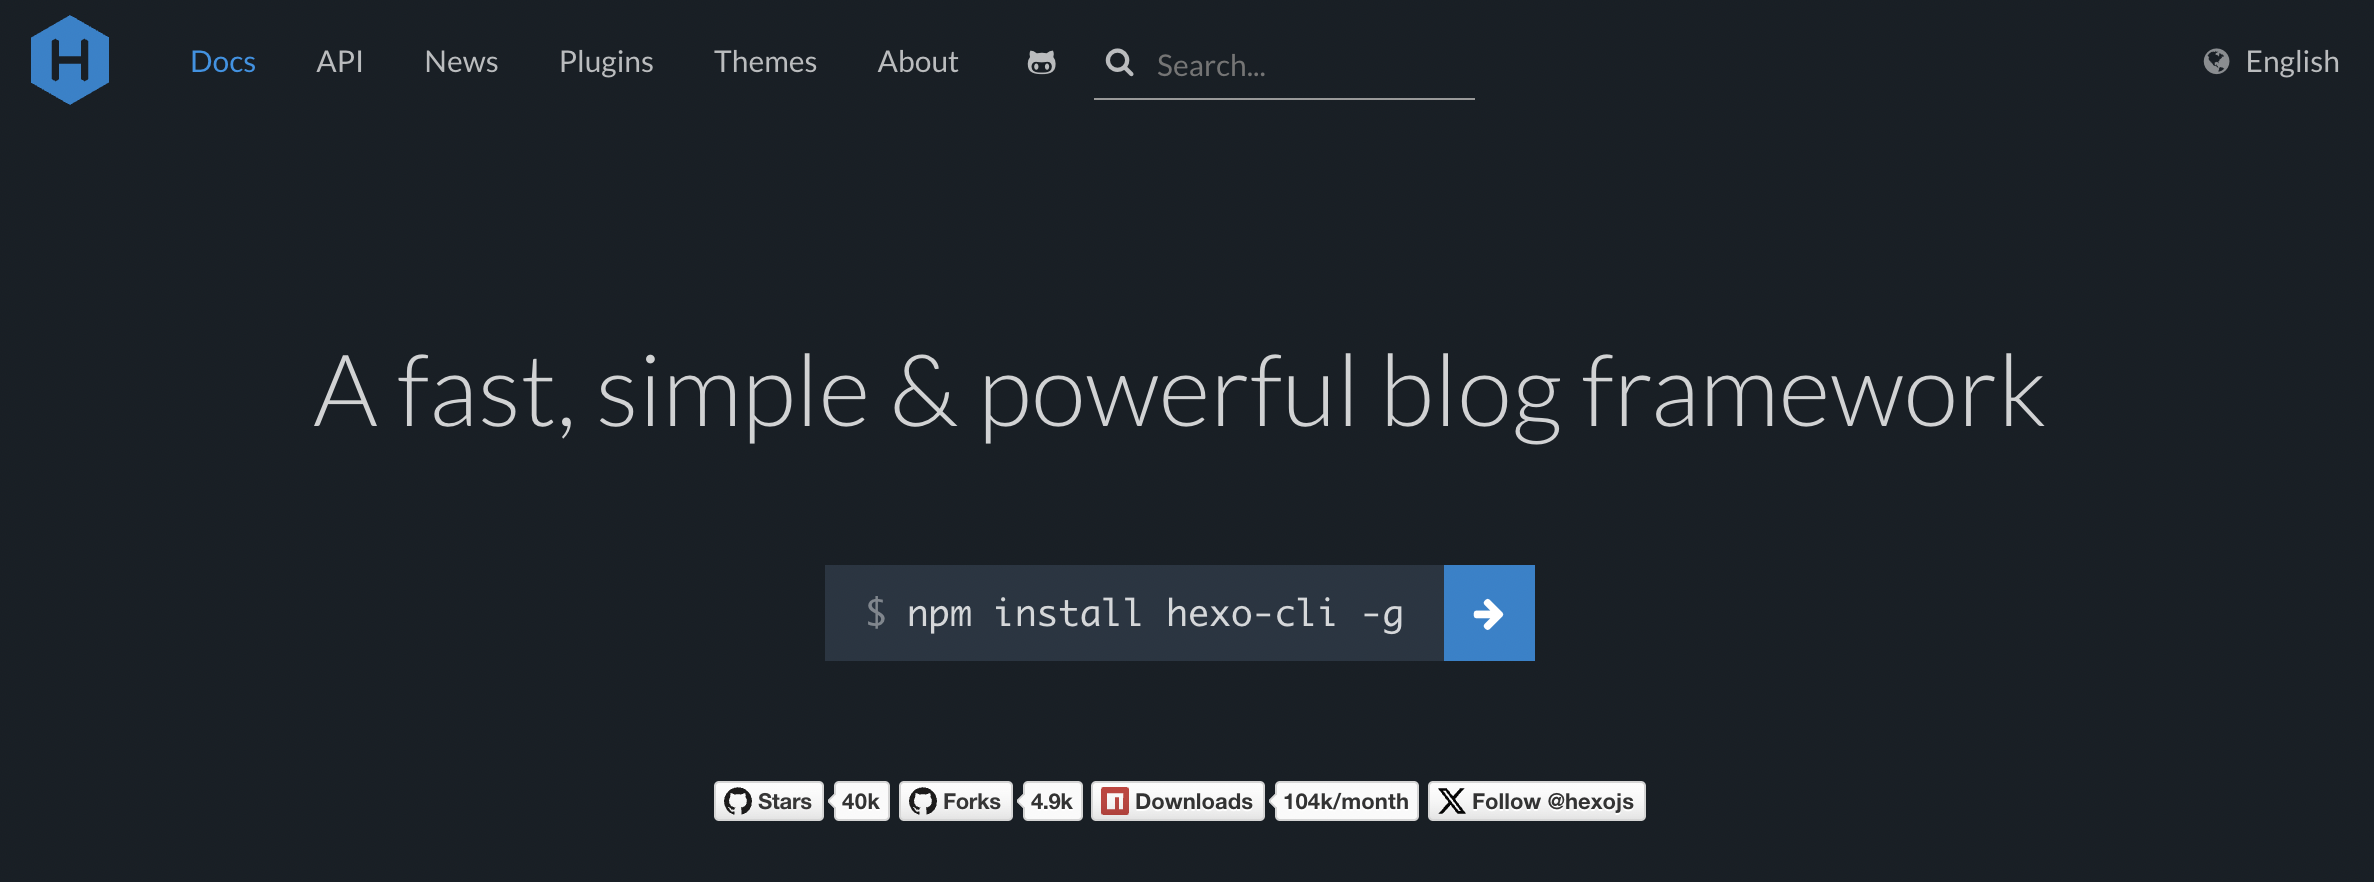 H Docs API News Plugins Themes About Search... English
A fast, simple & powerful blog framework
$ npm install hexo-cli -g
Stars 40k Forks 4.9k n Downloads 104k/month X Follow @hexojs